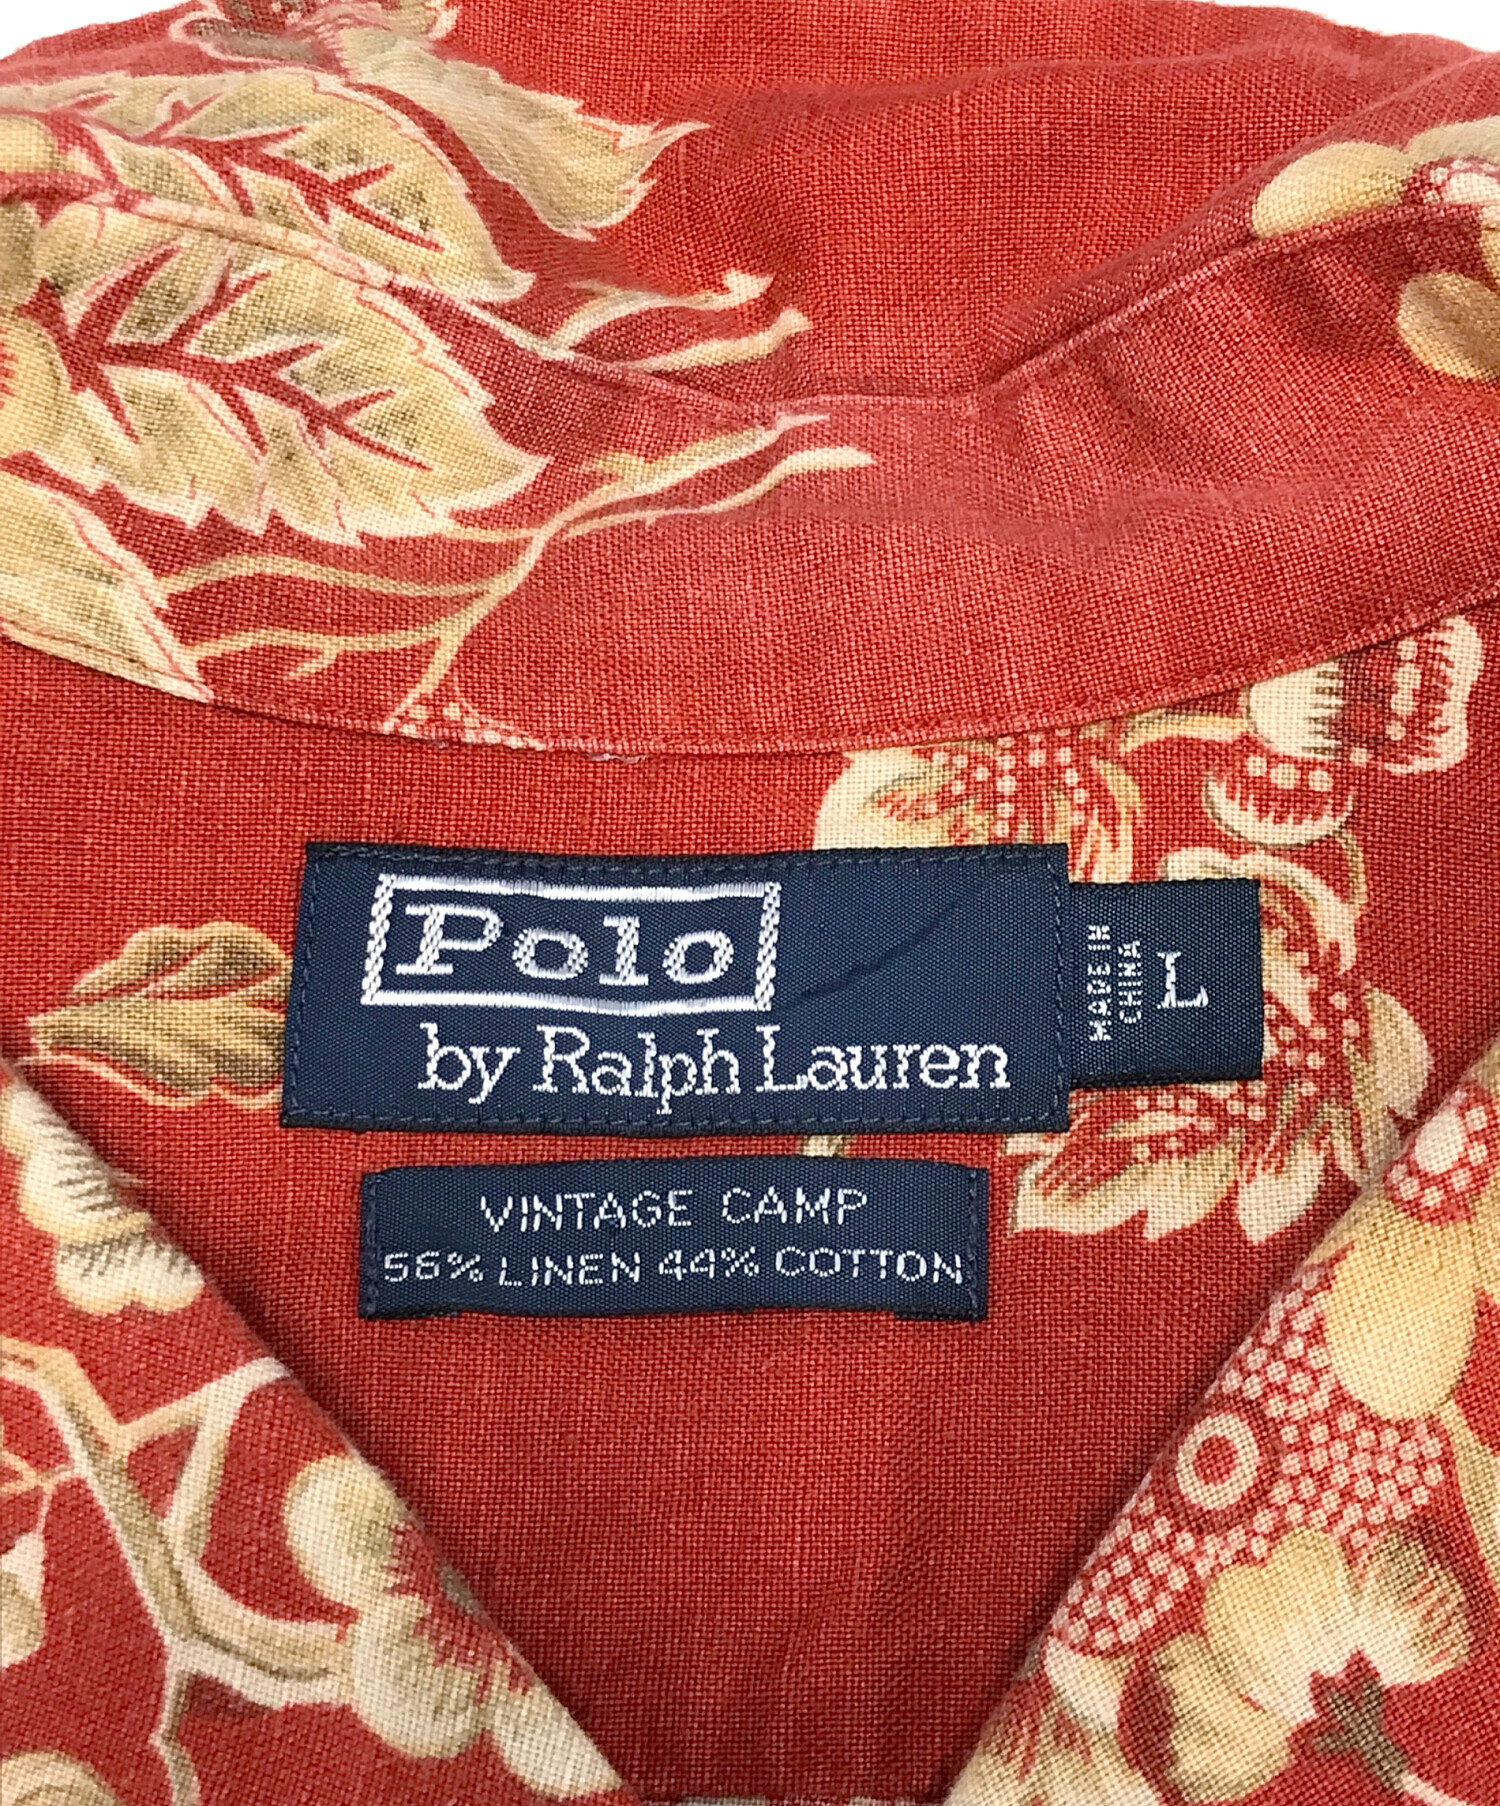 Polo
by Ralph Lauren
MADE IN
CHINA
L
VINTAGE CAMP
56% LINEN 44% COTTON